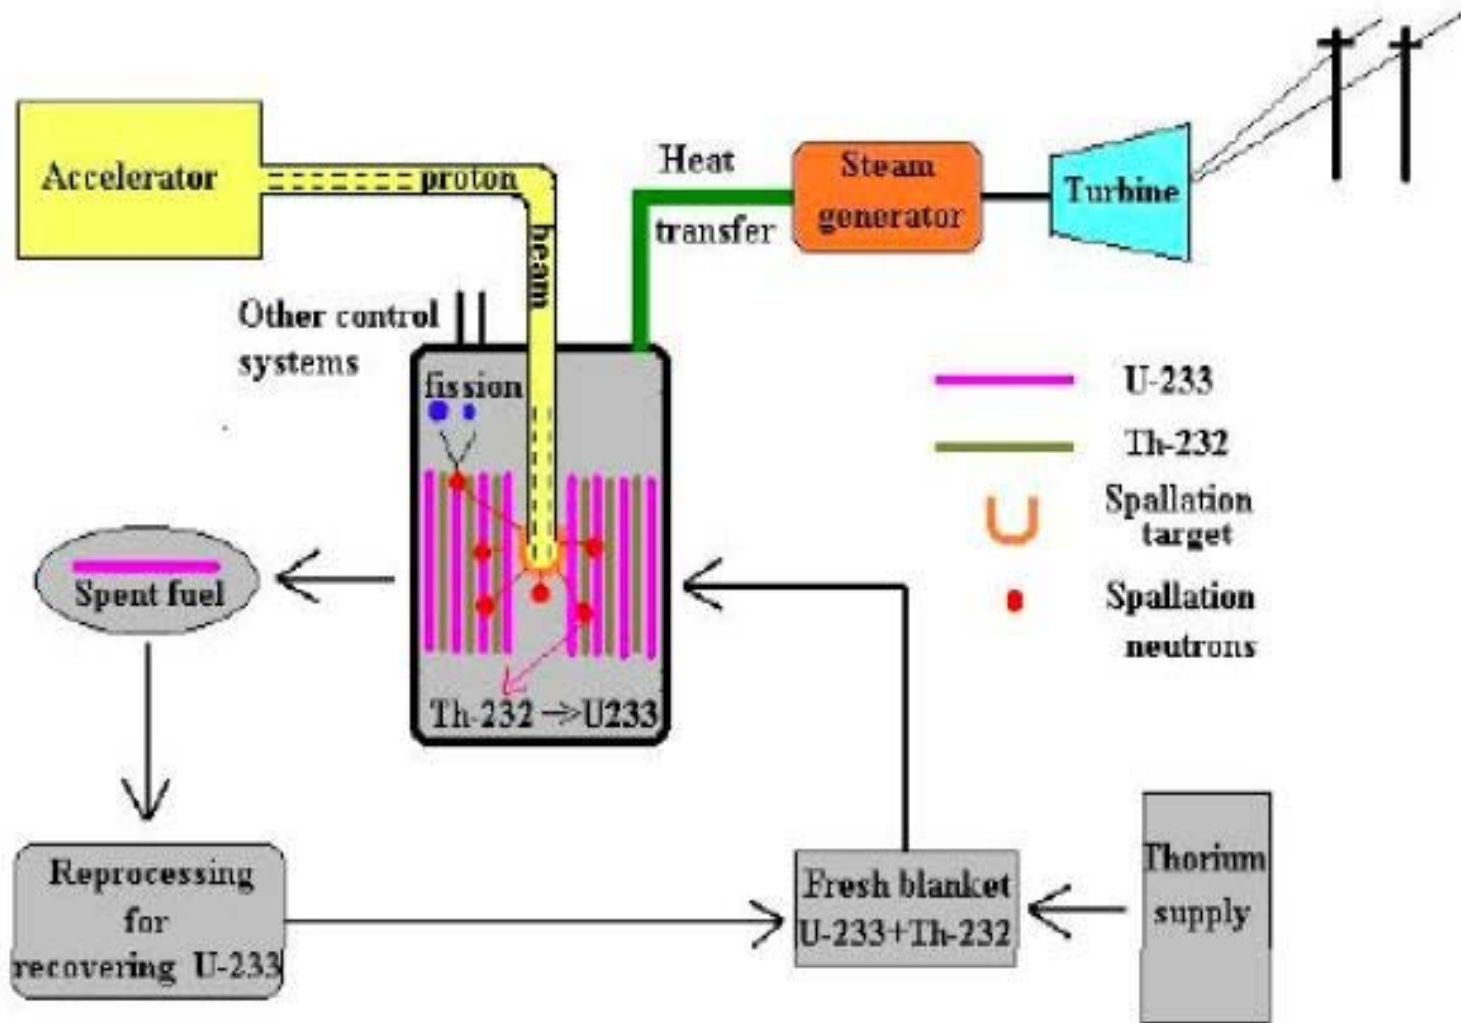 Accelerator
proton
beam
Heat
transfer
Steam
generator
Turbine
Other control
systems
fission
U-233
Th-232
Spallation
target
Spallation
neutrons
Spent fuel
Th-232→U233
Reprocessing
for
recovering U-233
Fresh blanket
U-233+Th-232
Thorium
supply